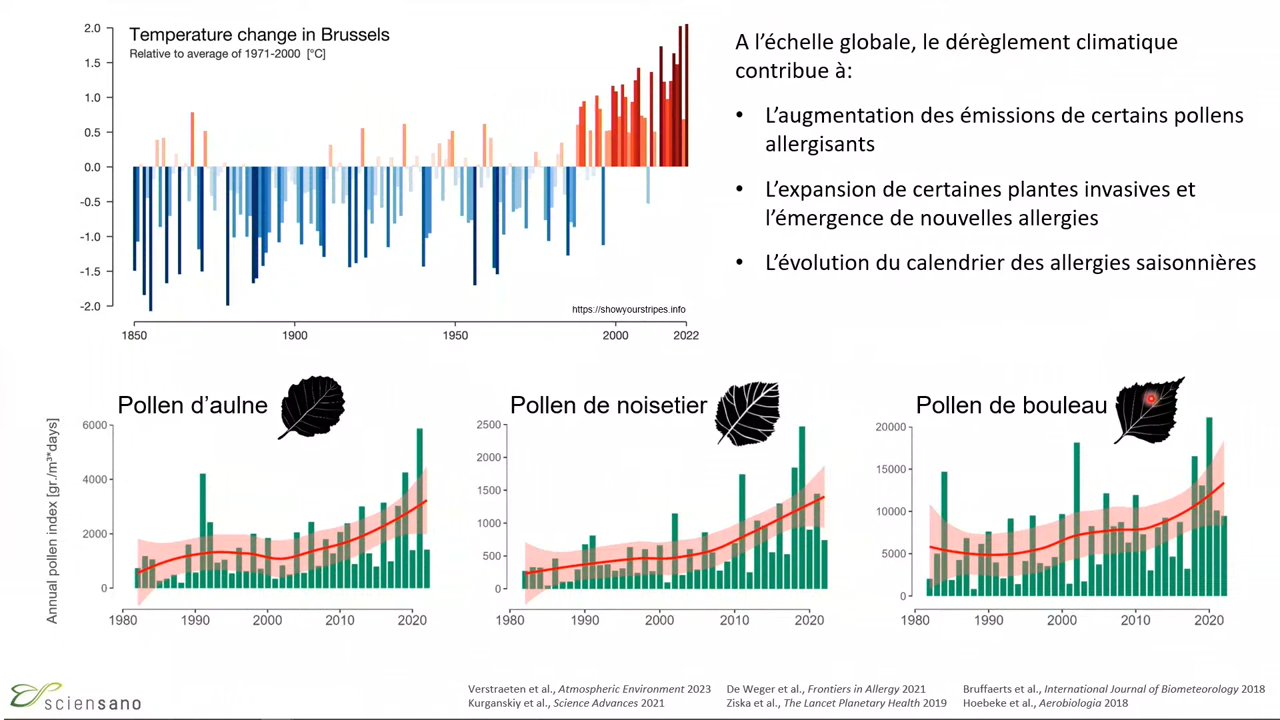 Temperature change in Brussels
Relative to average of 1971-2000 [°C]
2.0
1.5
1.0
0.5
0.0
-0.5
-1.0
-1.5
-2.0
https://showyourstripes.info
1850
1900
1950
2000
2022
A l’échelle globale, le dérèglement climatique
contribue à:
• L’augmentation des émissions de certains pollens
allergisants
• L’expansion de certaines plantes invasives et
l’émergence de nouvelles allergies
• L’évolution du calendrier des allergies saisonnières
Annual pollen index [gr./m³*days]
Pollen d’aulne
6000
4000
2000
0
1980
1990
2000
2010
2020
Pollen de noisetier
2500
2000
1500
1000
500
0
1980
1990
2000
2010
2020
Pollen de bouleau
20000
15000
10000
5000
0
1980
1990
2000
2010
2020
sciensano
Verstraeten et al., Atmospheric Environment 2023
Kurganskiy et al., Science Advances 2021
De Weger et al., Frontiers in Allergy 2021
Ziska et al., The Lancet Planetary Health 2019
Bruffaerts et al., International Journal of Biometeorology 2018
Hoebeke et al., Aerobiologia 2018